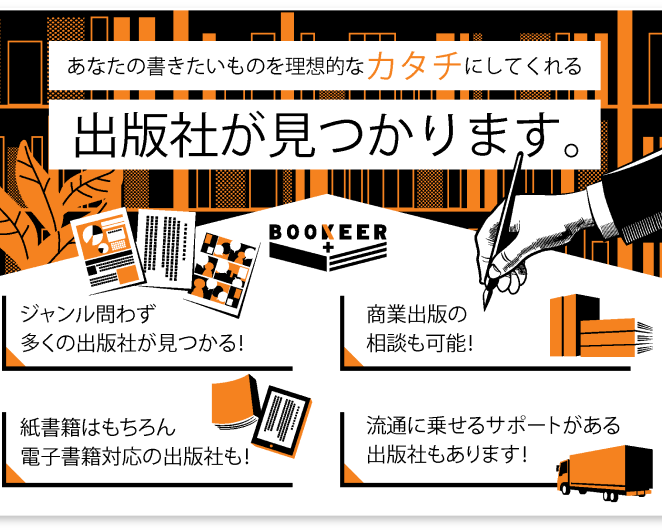 あなたの書きたいものを理想的なカタチにしてくれる
出版社が見つかります。
BOOKEER
+
ジャンル問わず
多くの出版社が見つかる!
商業出版の
相談も可能!
紙書籍はもちろん
電子書籍対応の出版社も!
流通に乗せるサポートがある
出版社もあります!